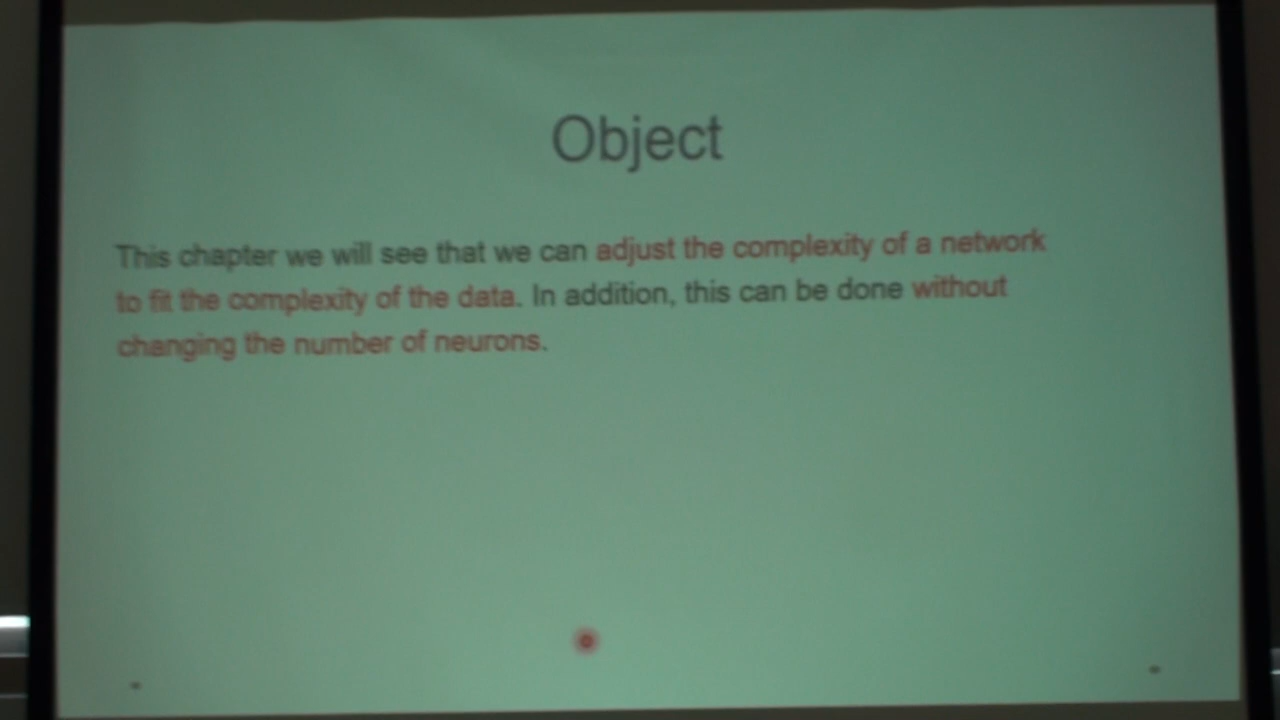 Object
This chapter we will see that we can adjust the complexity of a network
to fit the complexity of the data. In addition, this can be done without
changing the number of neurons.